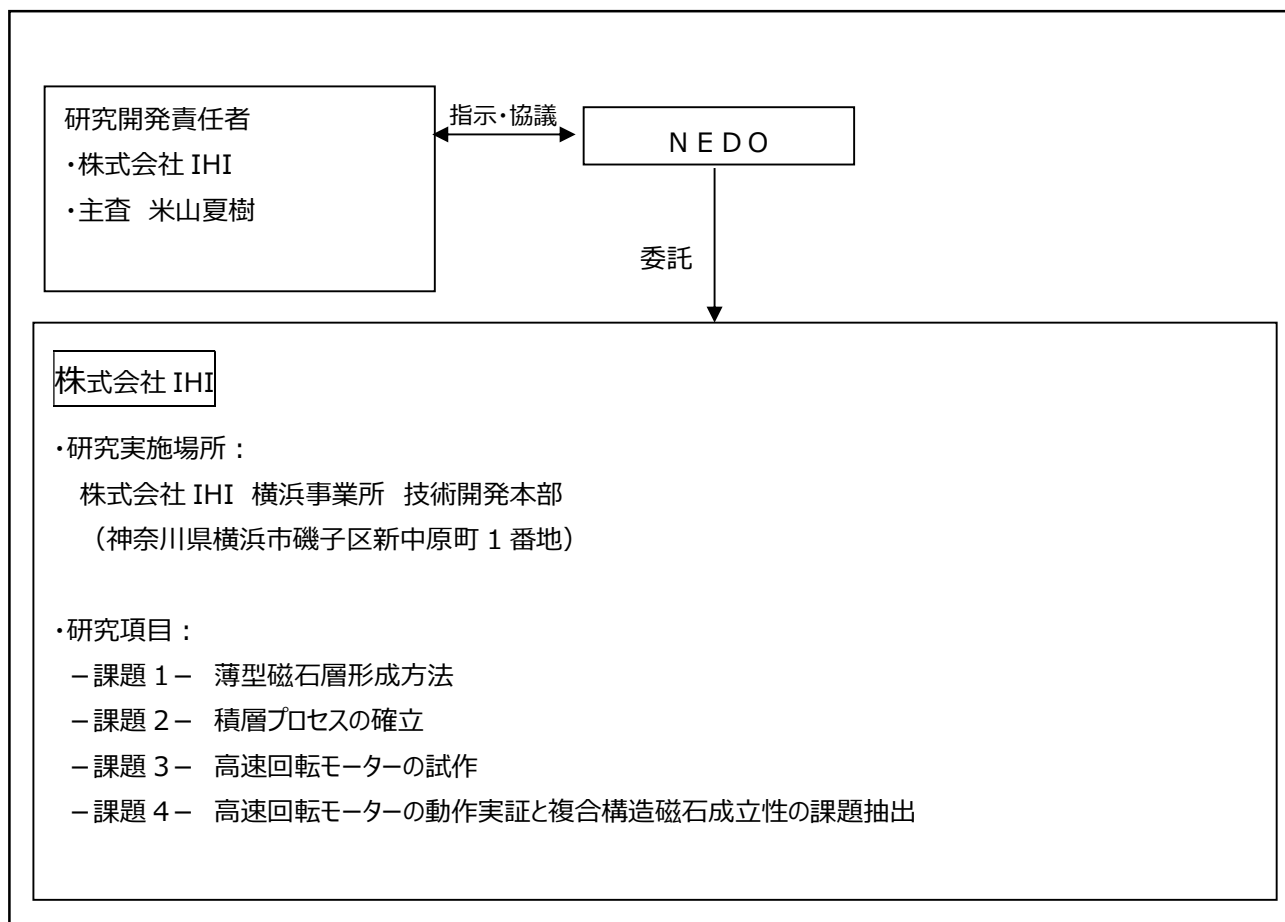 研究開発責任者
・株式会社 IHI
・主査 米山夏樹
指示・協議
ＮＥＤＯ
委託
株式会社 IHI
・研究実施場所：
株式会社 IHI 横浜事業所 技術開発本部
（神奈川県横浜市磯子区新中原町 1 番地）
・研究項目：
－課題 1－ 薄型磁石層形成方法
－課題 2－ 積層プロセスの確立
－課題 3－ 高速回転モーターの試作
－課題 4－ 高速回転モーターの動作実証と複合構造磁石成立性の課題抽出